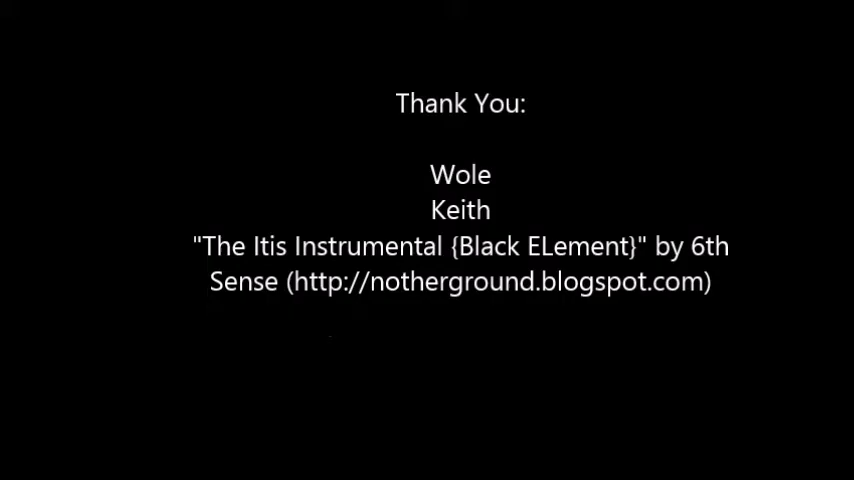 Thank You:
Wole
Keith
"The Itis Instrumental {Black ELement}" by 6th
Sense (http://notherground.blogspot.com)